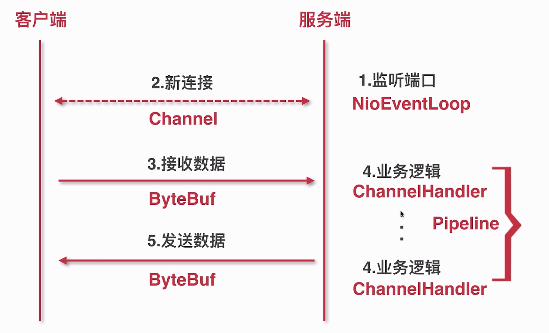 客户端
服务端
2.新连接
Channel
1.监听端口
NioEventLoop
3.接收数据
ByteBuf
4.业务逻辑
ChannelHandler
Pipeline
5.发送数据
ByteBuf
4.业务逻辑
ChannelHandler